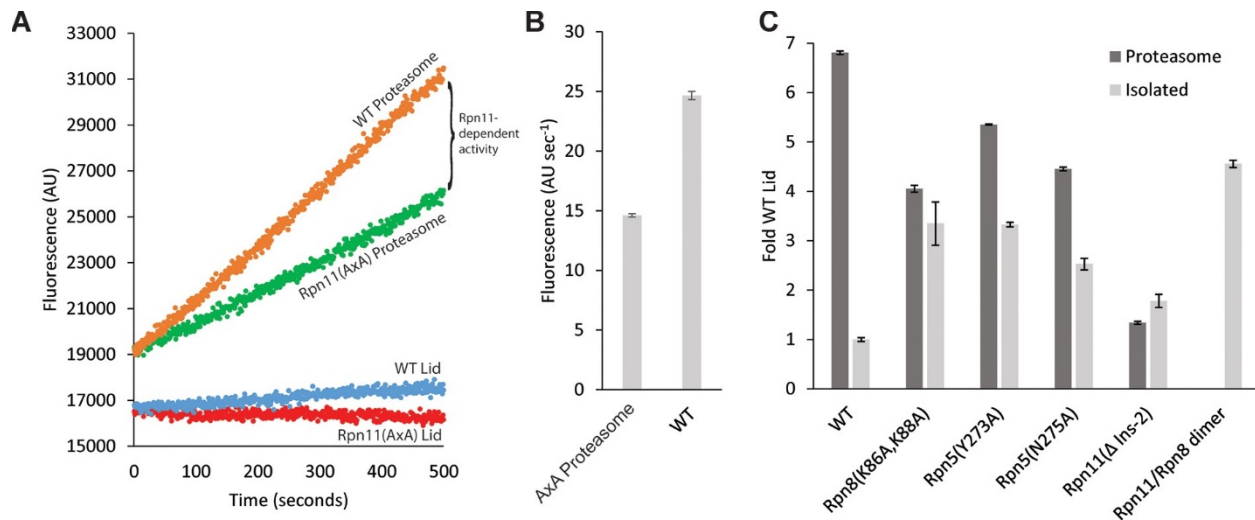 A
Fluorescence (AU)
33000
31000
29000
27000
25000
23000
21000
19000
17000
15000
WT Proteasome
Rpn11-
dependent
activity
Rpn11(AxA) Proteasome
WT Lid
Rpn11(AxA) Lid
0 100 200 300 400 500
Time (seconds)
B
Fluorescence (AU sec⁻¹)
30
25
20
15
10
5
0
AxA Proteasome
WT
C
Fold WT Lid
7
6
5
4
3
2
1
0
Proteasome
Isolated
WT
Rpn8(K86A,K88A)
Rpn5(Y273A)
Rpn5(N275A)
Rpn11(Δ Ins-2)
Rpn11/Rpn8 dimer